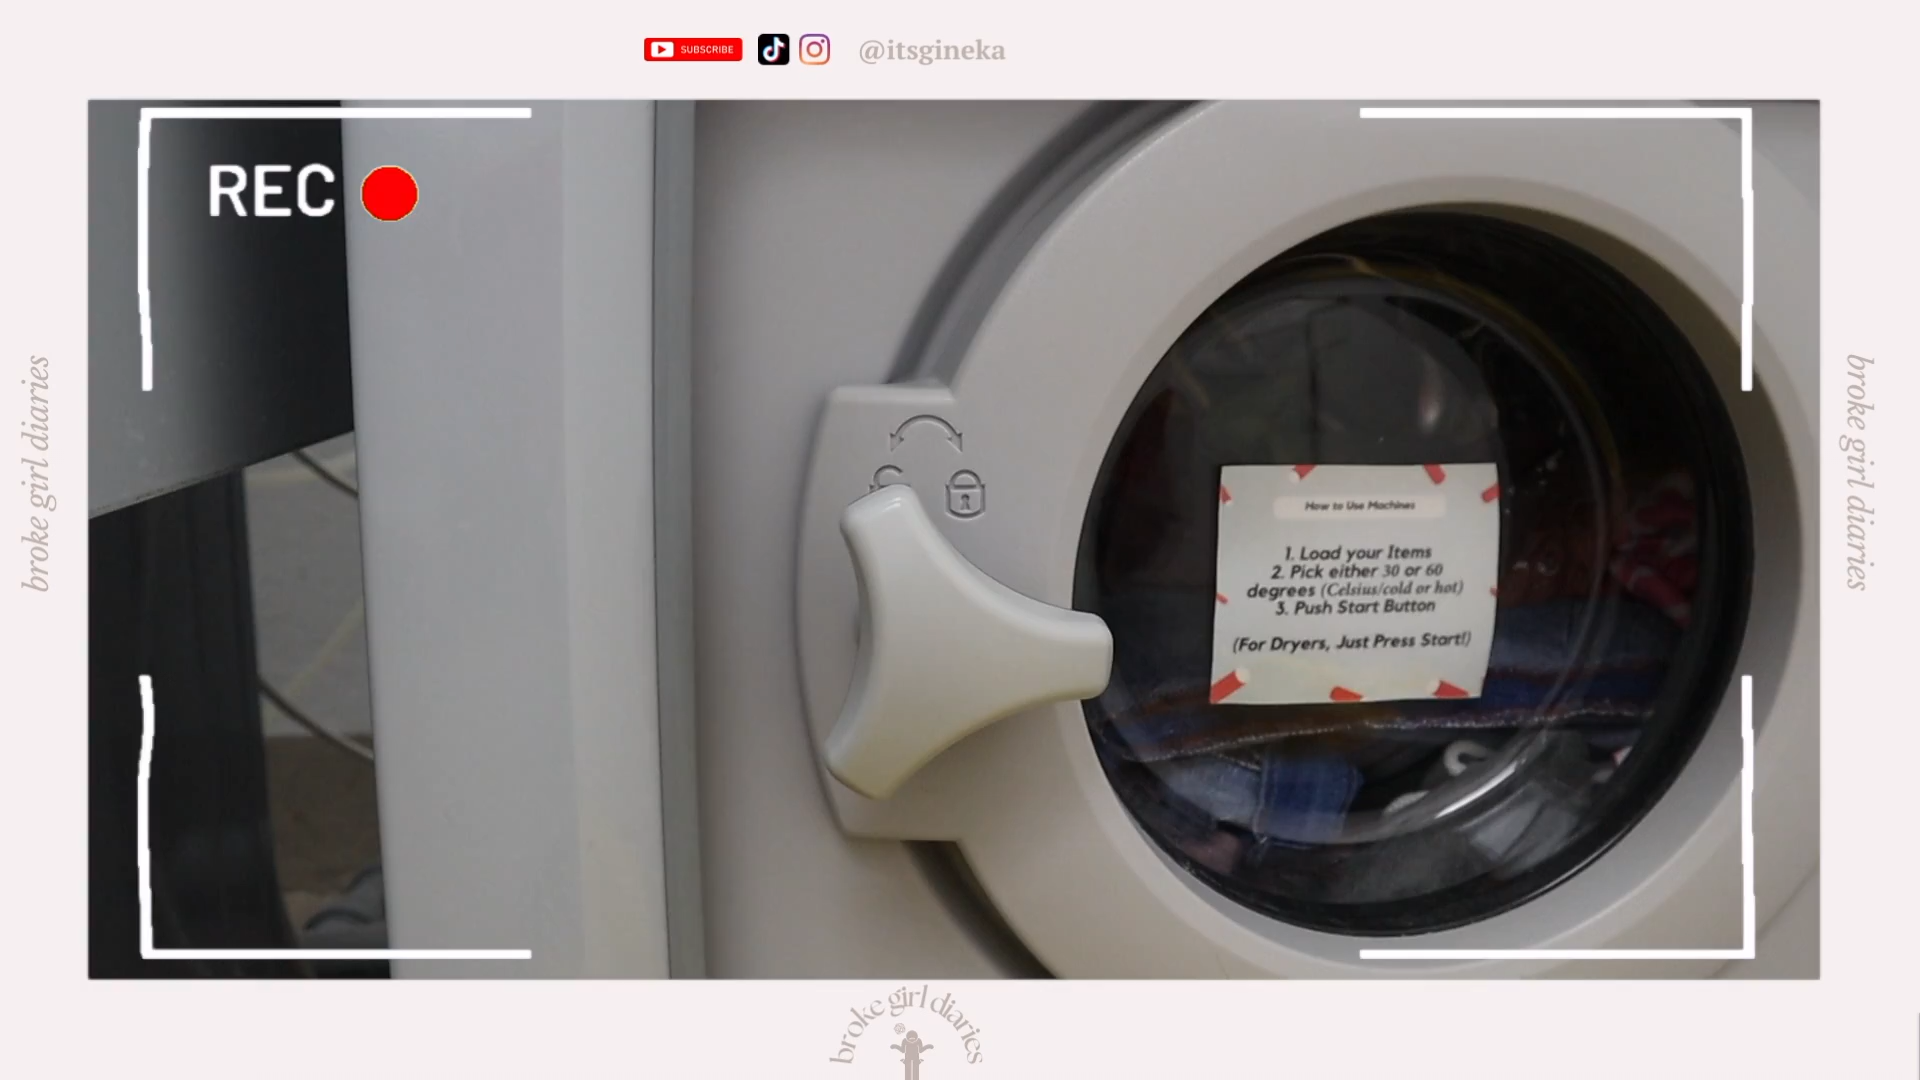 SUBSCRIBE
@itsgineka
REC
broke girl diaries
How to Use Machines
1. Load your Items
2. Pick either 30 or 60
degrees (Celsius/cold or hot)
3. Push Start Button
(For Dryers, Just Press Start!)
broke girl diaries
broke girl diaries